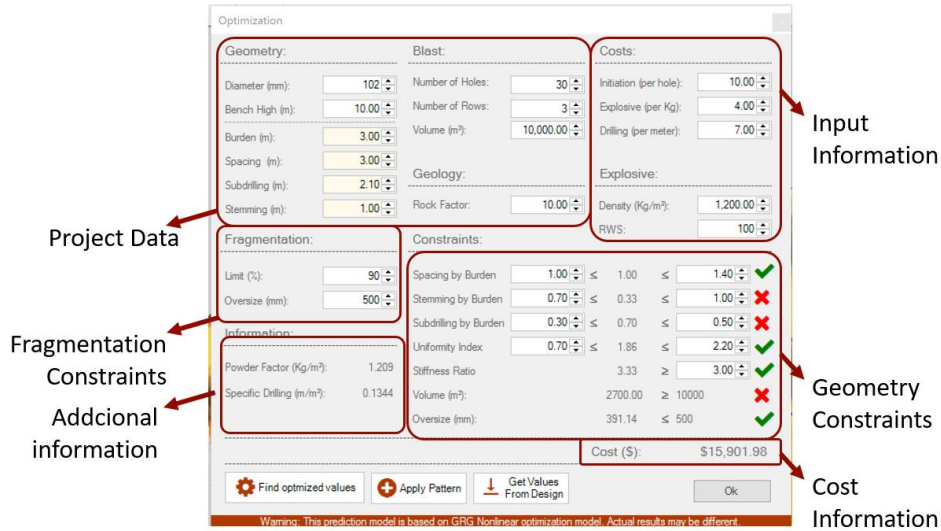 Optimization
Geometry:
Diameter (mm): 102
Bench High (m): 10.00
Burden (m): 3.00
Spacing (m): 3.00
Subdrilling (m): 2.10
Stemming (m): 1.00
Blast:
Number of Holes: 30
Number of Rows: 3
Volume (m³): 10,000.00
Geology:
Rock Factor: 10.00
Costs:
Initiation (per hole): 10.00
Explosive (per Kg): 4.00
Drilling (per meter): 7.00
Explosive:
Density (Kg/m³): 1,200.00
RWS: 100
Input
Information
Project Data
Fragmentation:
Limit (%): 90
Oversize (mm): 500
Fragmentation
Constraints
Information:
Powder Factor (Kg/m³): 1.209
Specific Drilling (m/m³): 0.1344
Addcional
information
Constraints:
Spacing by Burden 1.00 ≤ 1.00 ≤ 1.40
Stemming by Burden 0.70 ≤ 0.33 ≤ 1.00
Subdrilling by Burden 0.30 ≤ 0.70 ≤ 0.50
Uniformity Index 0.70 ≤ 1.86 ≤ 2.20
Stiffness Ratio 3.33 ≥ 3.00
Volume (m³): 2700.00 ≥ 10000
Oversize (mm): 391.14 ≤ 500
Geometry
Constraints
Cost ($): $15,901.98
Cost
Information
Find optmized values
Apply Pattern
Get Values
From Design
Ok
Warning: This prediction model is based on GRG Nonlinear optimization model. Actual results may be different.